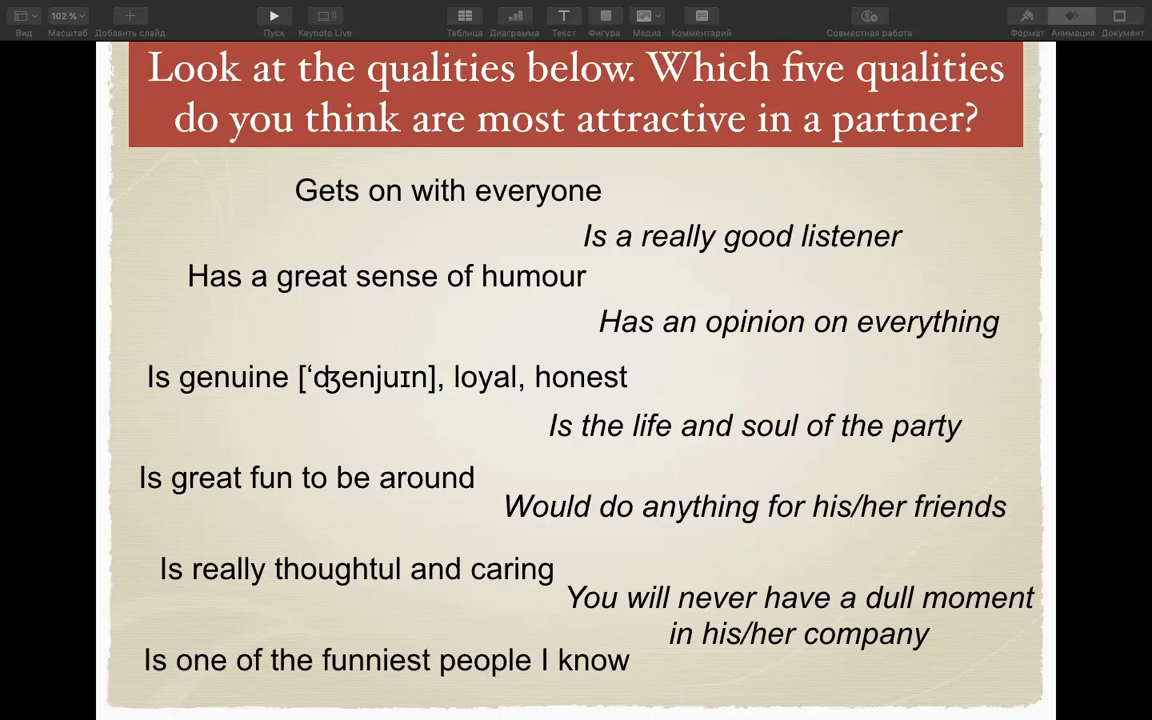 102 %
Вид
Масштаб
Добавить слайд
Пуск
Keynote Live
Таблица
Диаграмма
Текст
Фигура
Медиа
Комментарий
Совместная работа
Формат
Анимация
Документ
Look at the qualities below. Which five qualities
do you think are most attractive in a partner?
Gets on with everyone
Is a really good listener
Has a great sense of humour
Has an opinion on everything
Is genuine [‘ʤenjuɪn], loyal, honest
Is the life and soul of the party
Is great fun to be around
Would do anything for his/her friends
Is really thoughtul and caring
You will never have a dull moment
in his/her company
Is one of the funniest people I know